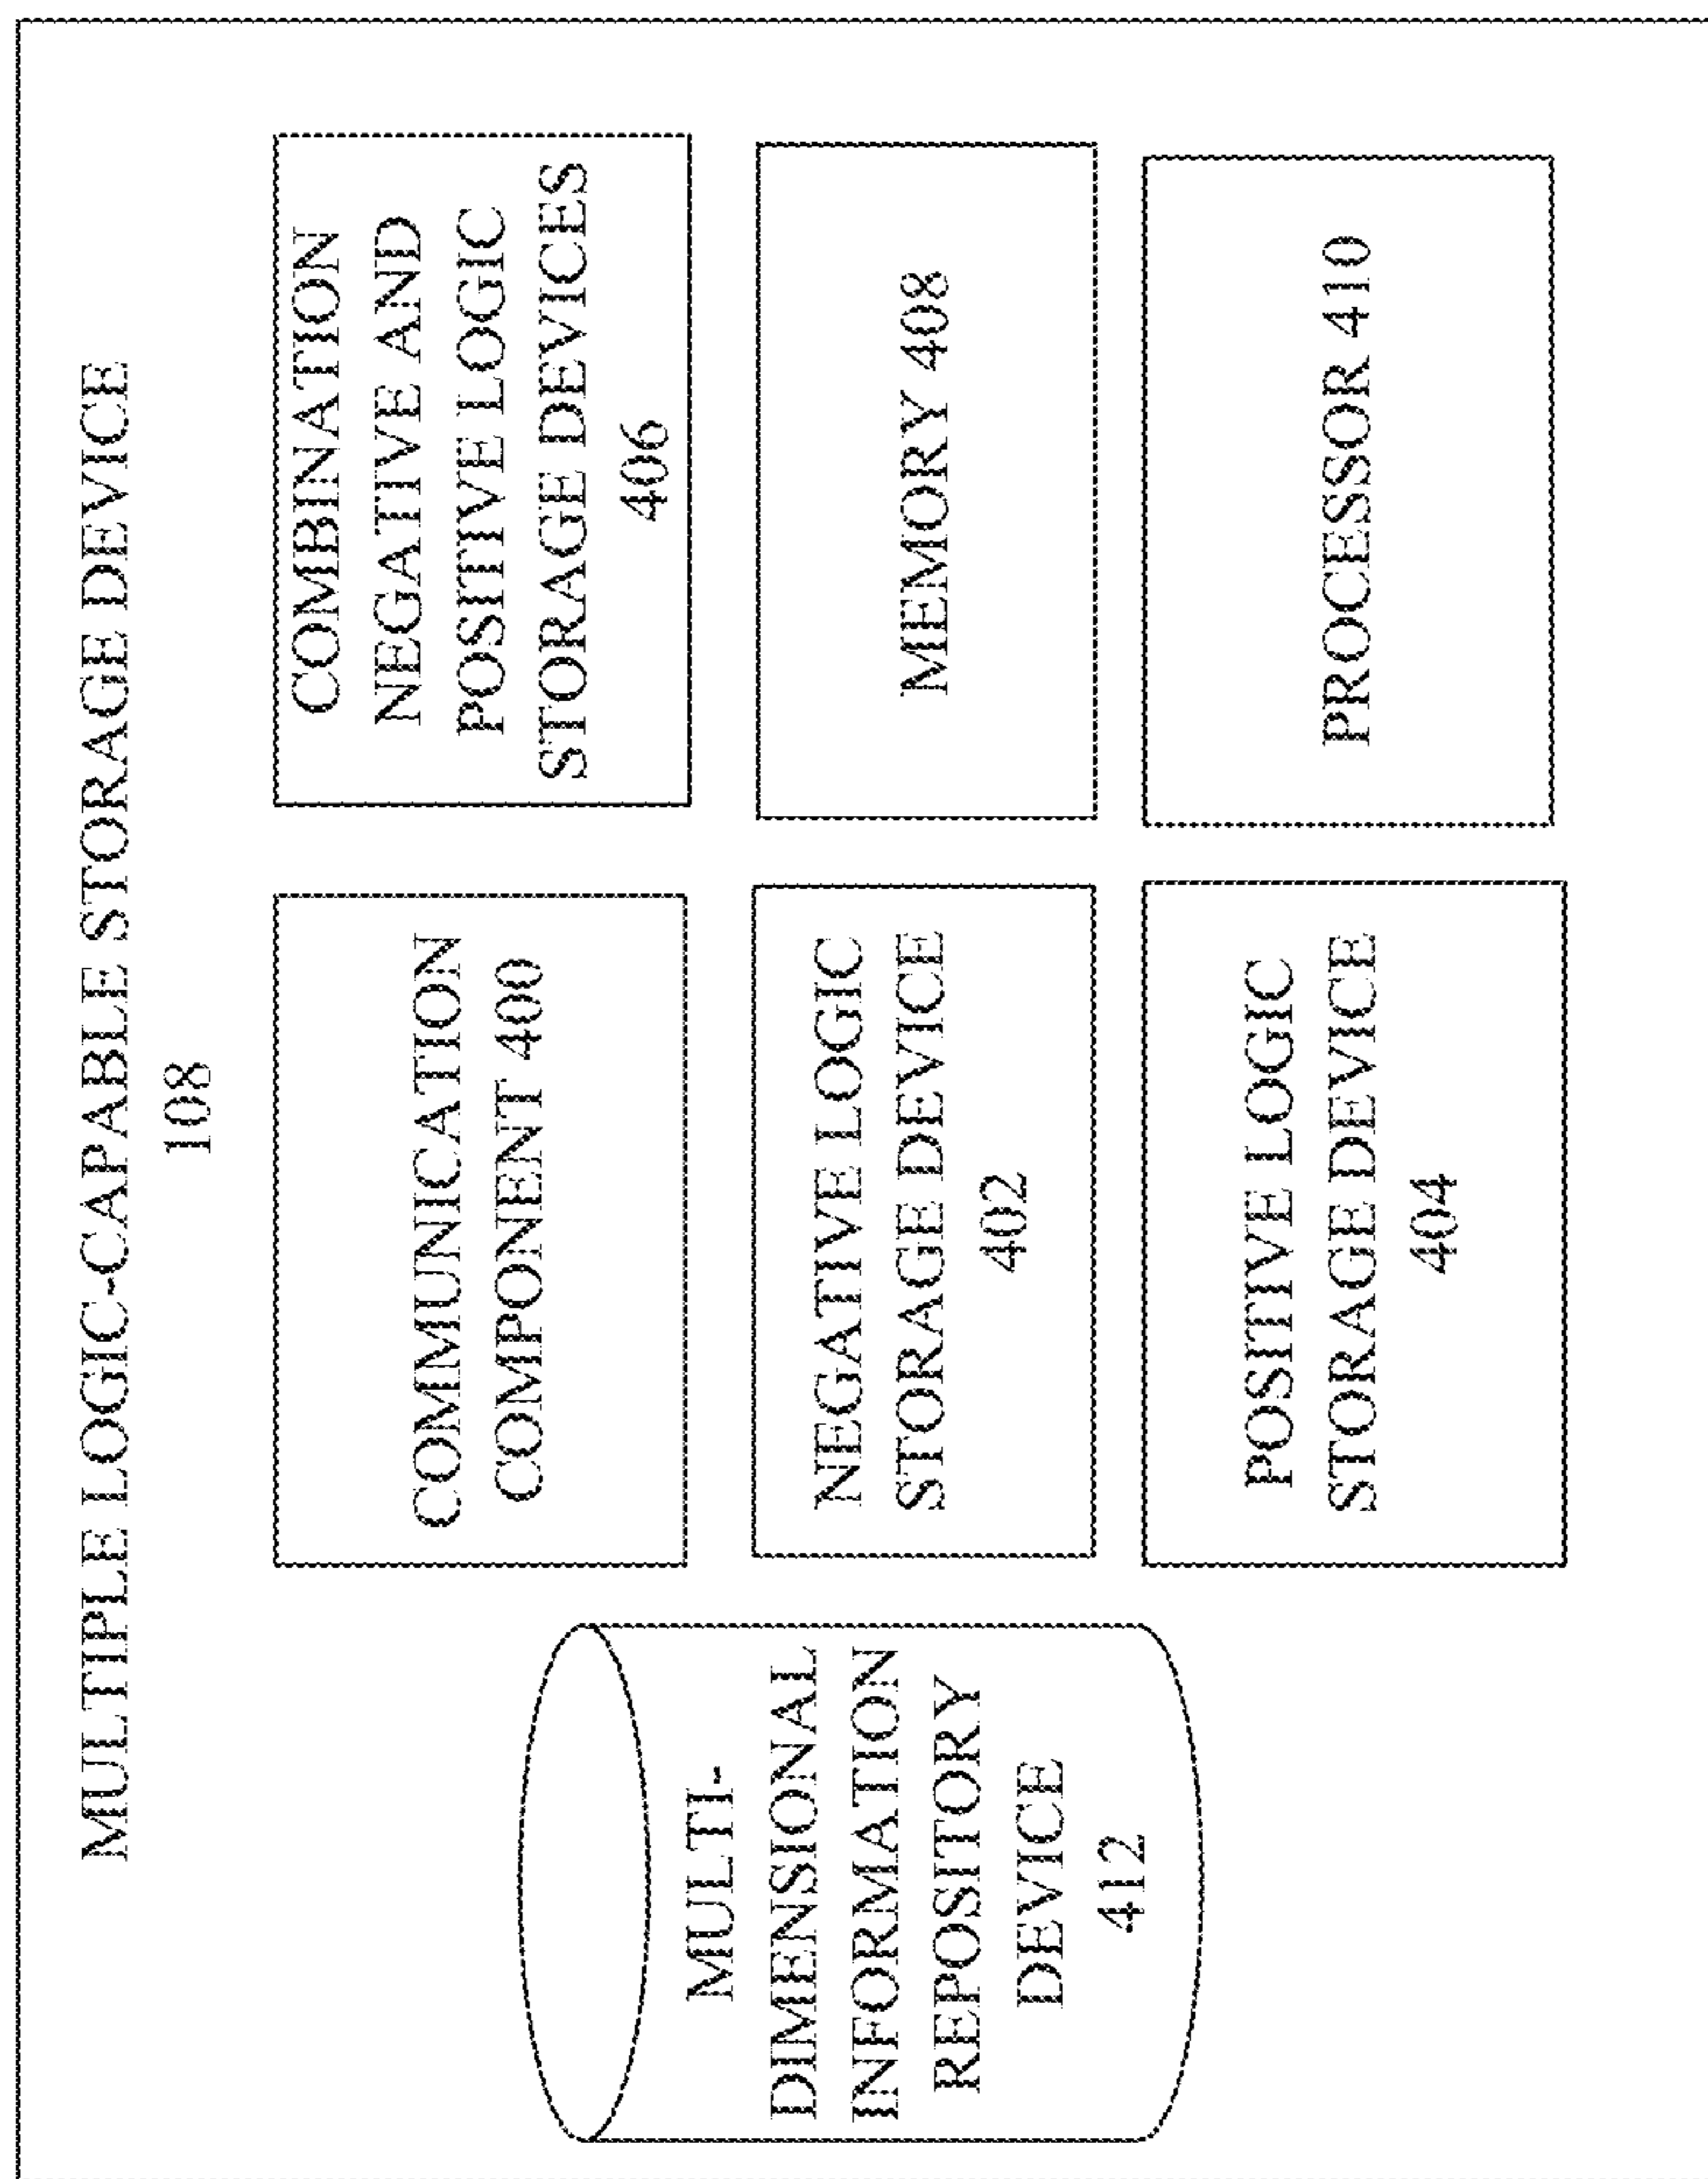 MULTIPLE LOGIC-CAPABLE STORAGE DEVICE
108
MULTI-
DIMENSIONAL
INFORMATION
REPOSITORY
DEVICE
412
COMMUNICATION
COMPONENT 400
NEGATIVE LOGIC
STORAGE DEVICE
402
POSITIVE LOGIC
STORAGE DEVICE
404
COMBINATION
NEGATIVE AND
POSITIVE LOGIC
STORAGE DEVICES
406
MEMORY 408
PROCESSOR 410